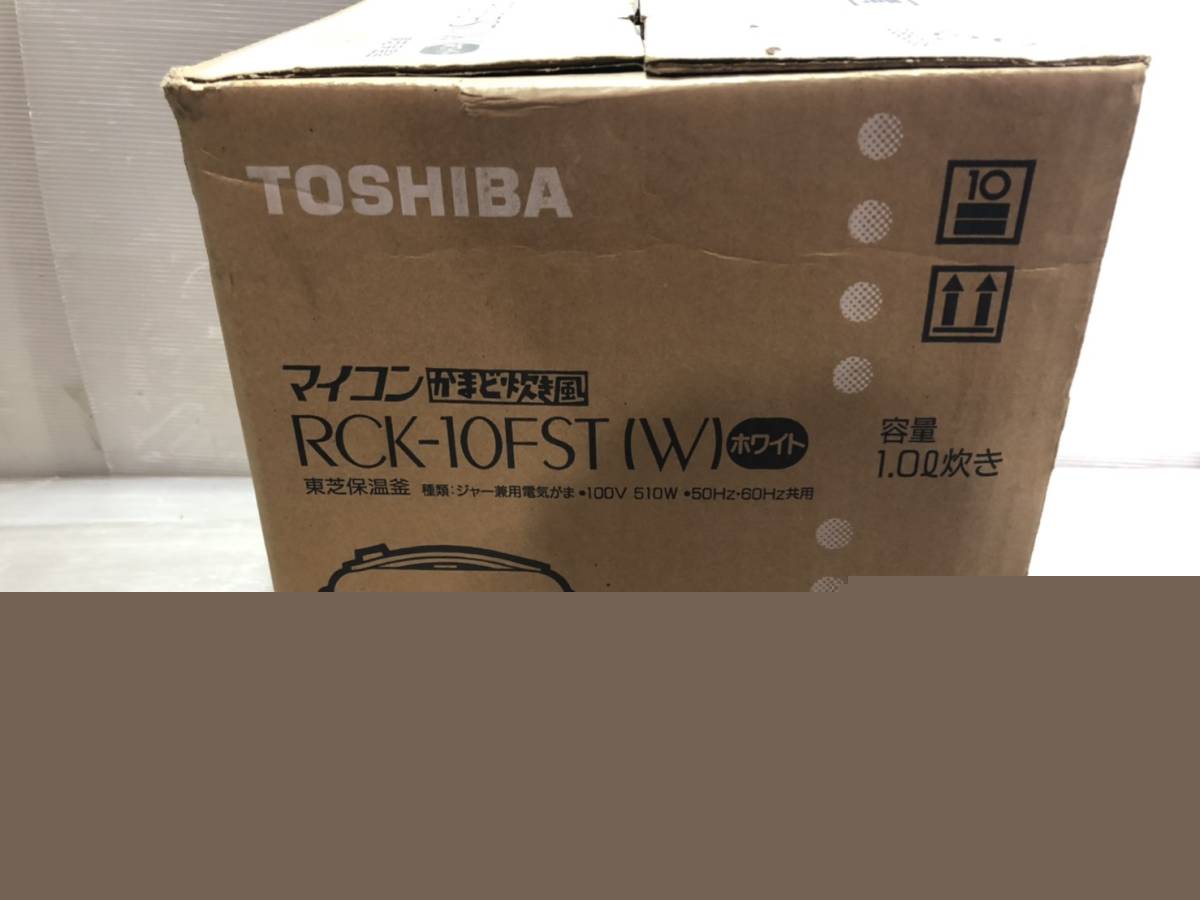 TOSHIBA
10
マイコン かまど炊き風
RCK-10FST (W) ホワイト
容量
1.0ℓ炊き
東芝保温釜 種類:ジャー兼用電気がま •100V 510W •50Hz・60Hz共用